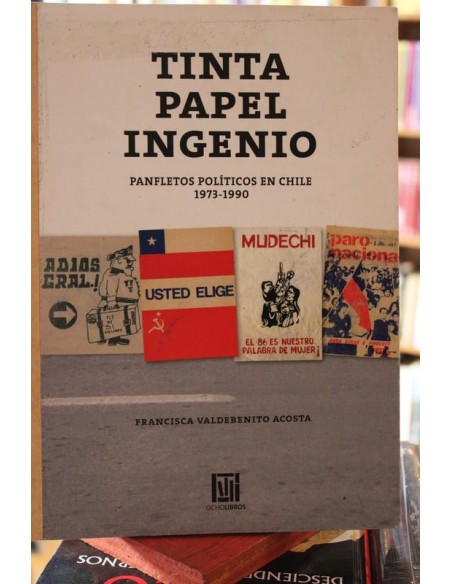 TINTA
PAPEL
INGENIO
PANFLETOS POLÍTICOS EN CHILE
1973-1990
ADIOS
GRAL.!
USTED ELIGE
MUDECHI
EL 86 ES NUESTRO
PALABRA DE MUJER!
paro
nacional
FRANCISCA VALDEBENITO ACOSTA
OCHOLIBROS